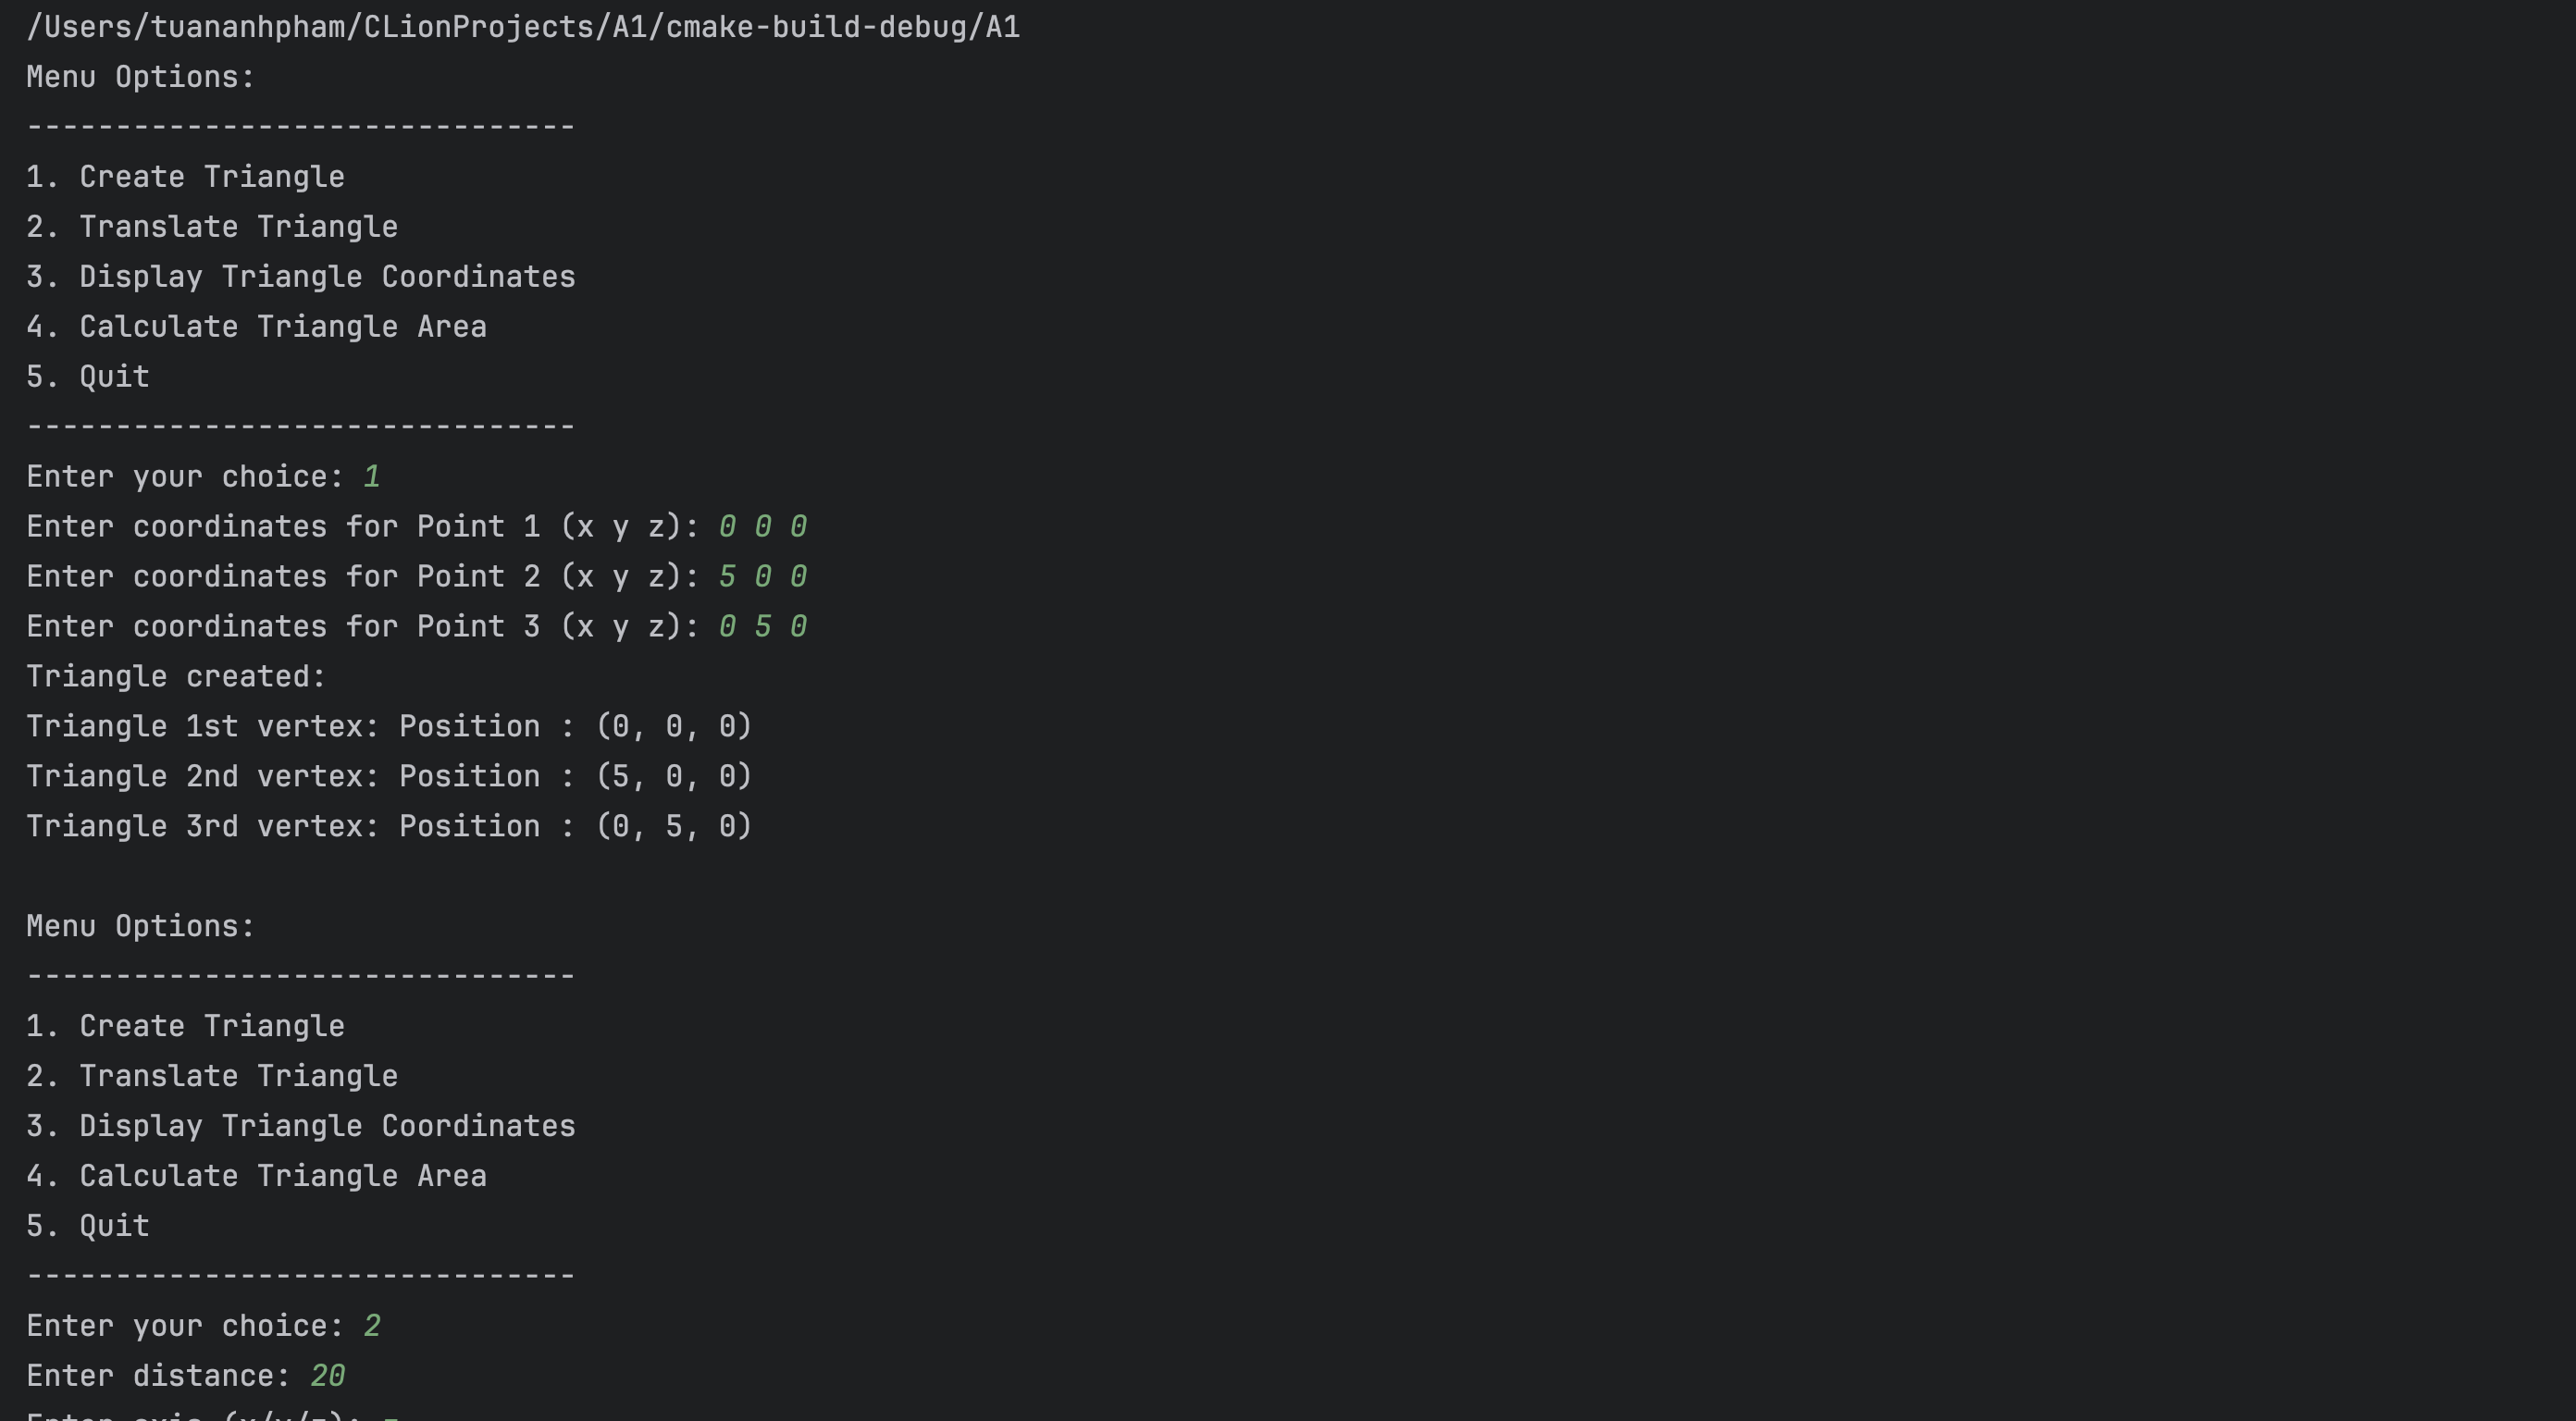 /Users/tuananhpham/CLionProjects/A1/cmake-build-debug/A1
Menu Options:
-------------------------------
1. Create Triangle
2. Translate Triangle
3. Display Triangle Coordinates
4. Calculate Triangle Area
5. Quit
-------------------------------
Enter your choice: 1
Enter coordinates for Point 1 (x y z): 0 0 0
Enter coordinates for Point 2 (x y z): 5 0 0
Enter coordinates for Point 3 (x y z): 0 5 0
Triangle created:
Triangle 1st vertex: Position : (0, 0, 0)
Triangle 2nd vertex: Position : (5, 0, 0)
Triangle 3rd vertex: Position : (0, 5, 0)

Menu Options:
-------------------------------
1. Create Triangle
2. Translate Triangle
3. Display Triangle Coordinates
4. Calculate Triangle Area
5. Quit
-------------------------------
Enter your choice: 2
Enter distance: 20
Enter axis (x/y/z):